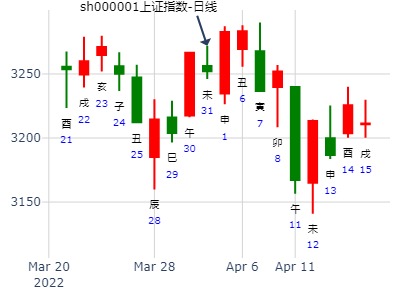 sh000001上证指数-日线
3250
3200
3150
酉
21
戌
22
亥
23
子
24
丑
25
辰
28
巳
29
午
30
未
31
申
1
丑
6
寅
7
卯
8
午
11
未
12
申
13
酉
14
戌
15
Mar 20
2022
Mar 28
Apr 6
Apr 11